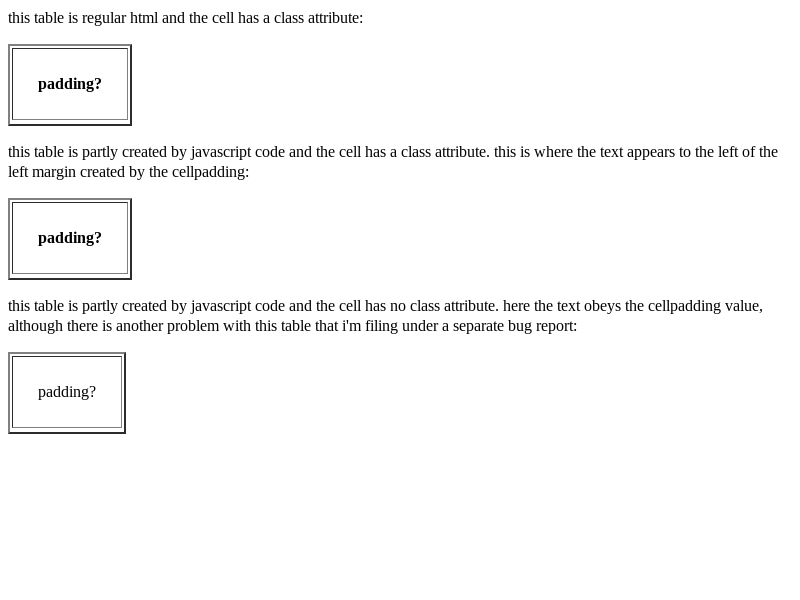 this table is regular html and the cell has a class attribute:
padding?
this table is partly created by javascript code and the cell has a class attribute. this is where the text appears to the left of the
left margin created by the cellpadding:
padding?
this table is partly created by javascript code and the cell has no class attribute. here the text obeys the cellpadding value,
although there is another problem with this table that i'm filing under a separate bug report:
padding?